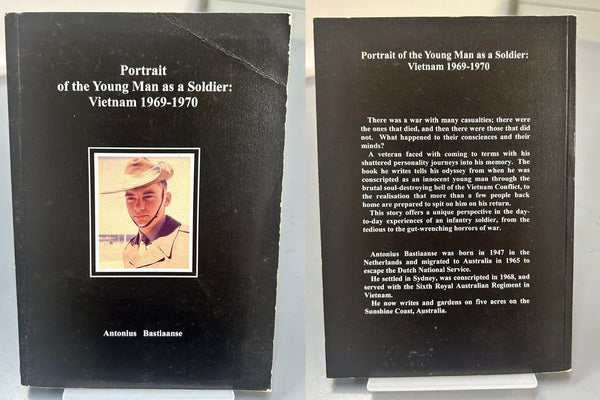 Portrait
of the Young Man as a Soldier:
Vietnam 1969-1970
Antonius Bastiaanse
Portrait of the Young Man as a Soldier:
Vietnam 1969-1970
There was a war with many casualties; there were
the ones that died, and then there were those that did
not. What happened to their consciences and their
minds?
A veteran faced with coming to terms with his
shattered personality journeys into his memory. The
book he writes tells his odyssey from when he was
conscripted as an innocent young man through the
brutal soul-destroying hell of the Vietnam Conflict, to
the realisation that more than a few people back
home are prepared to spit on him on his return.
This story offers a unique perspective in the day-
to-day experiences of an infantry soldier, from the
tedious to the gut-wrenching horrors of war.
Antonius Bastiaanse was born in 1947 in the
Netherlands and migrated to Australia in 1965 to
escape the Dutch National Service.
He settled in Sydney, was conscripted in 1968, and
served with the Sixth Royal Australian Regiment in
Vietnam.
He now writes and gardens on five acres on the
Sunshine Coast, Australia.